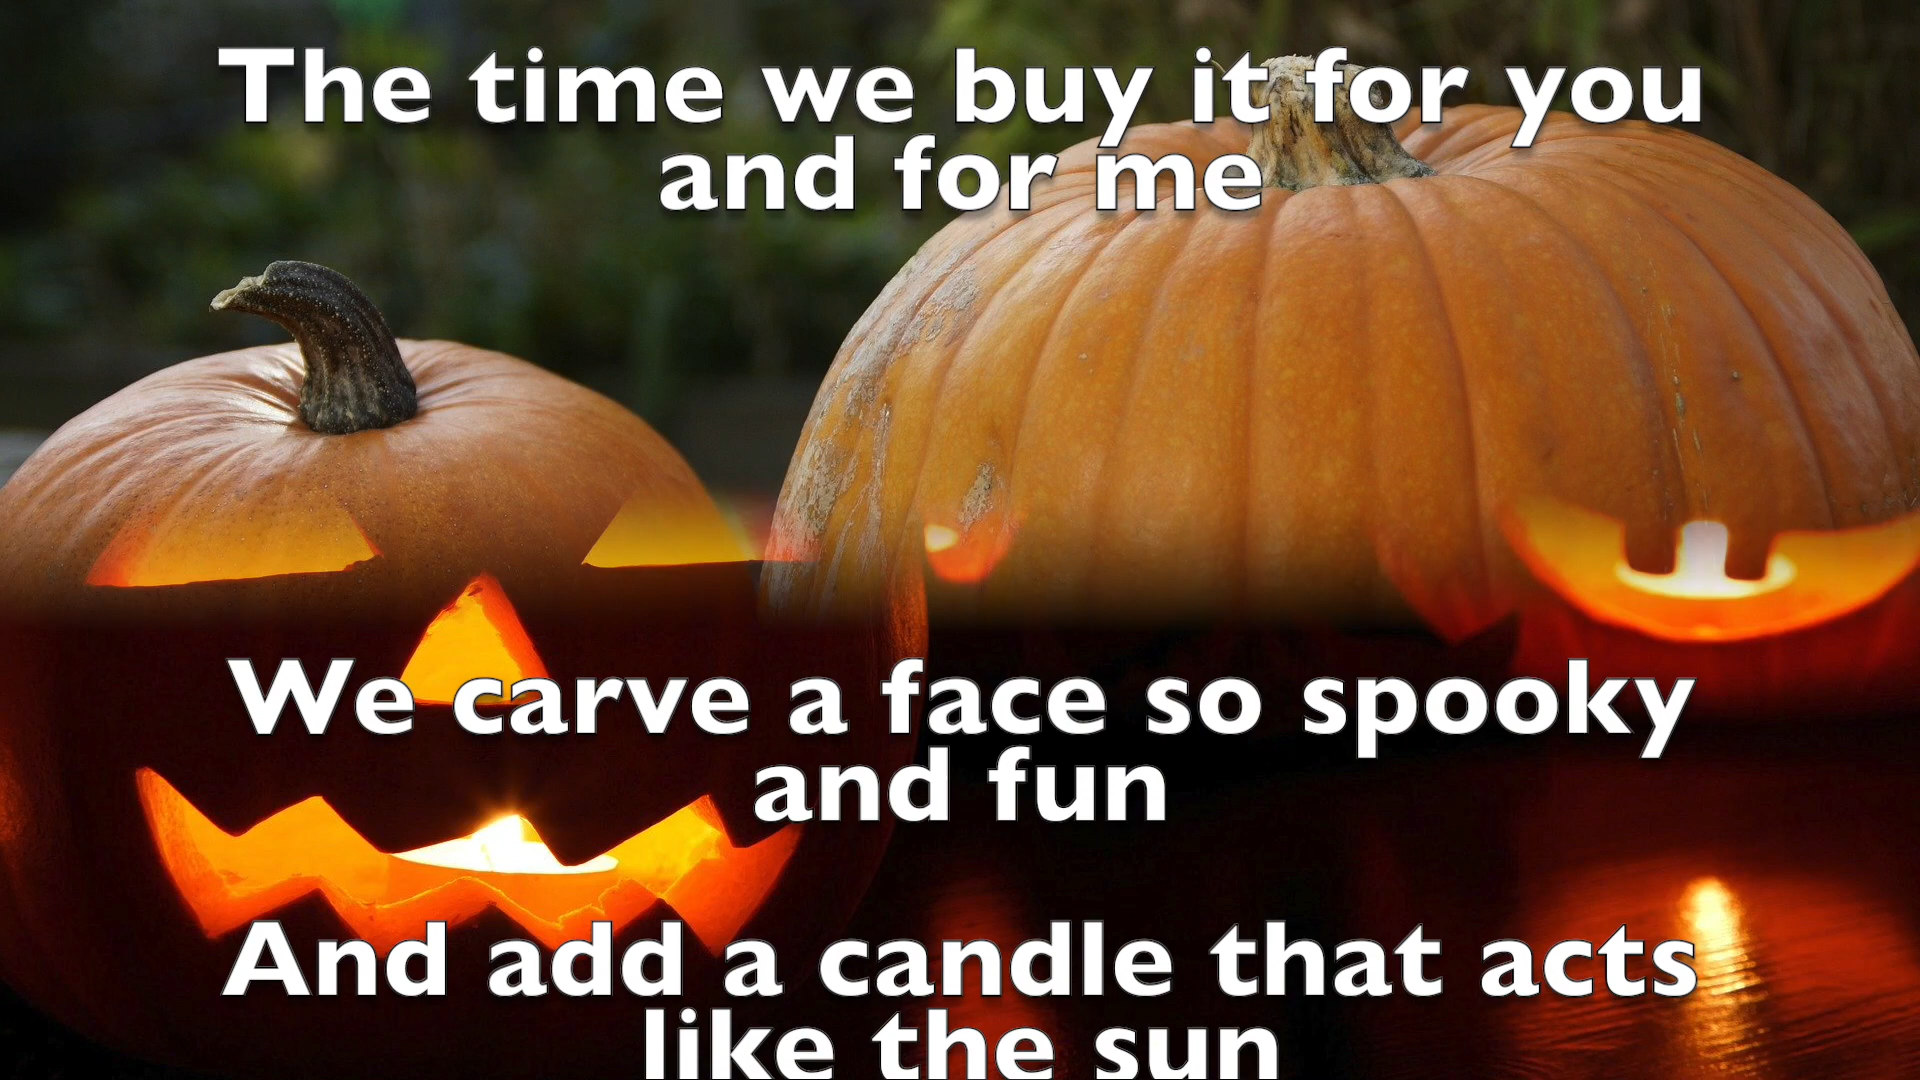 The time we buy it for you
and for me
We carve a face so spooky
and fun
And add a candle that acts
like the sun